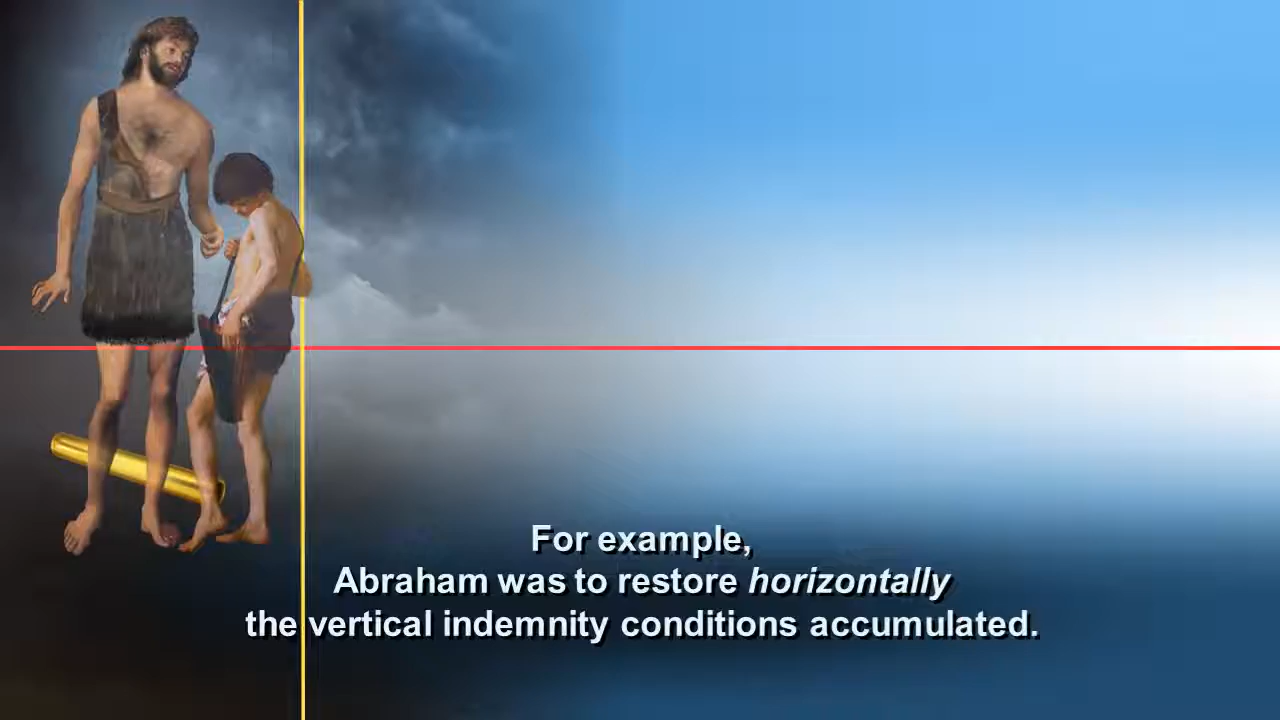 For example,
Abraham was to restore horizontally
the vertical indemnity conditions accumulated.